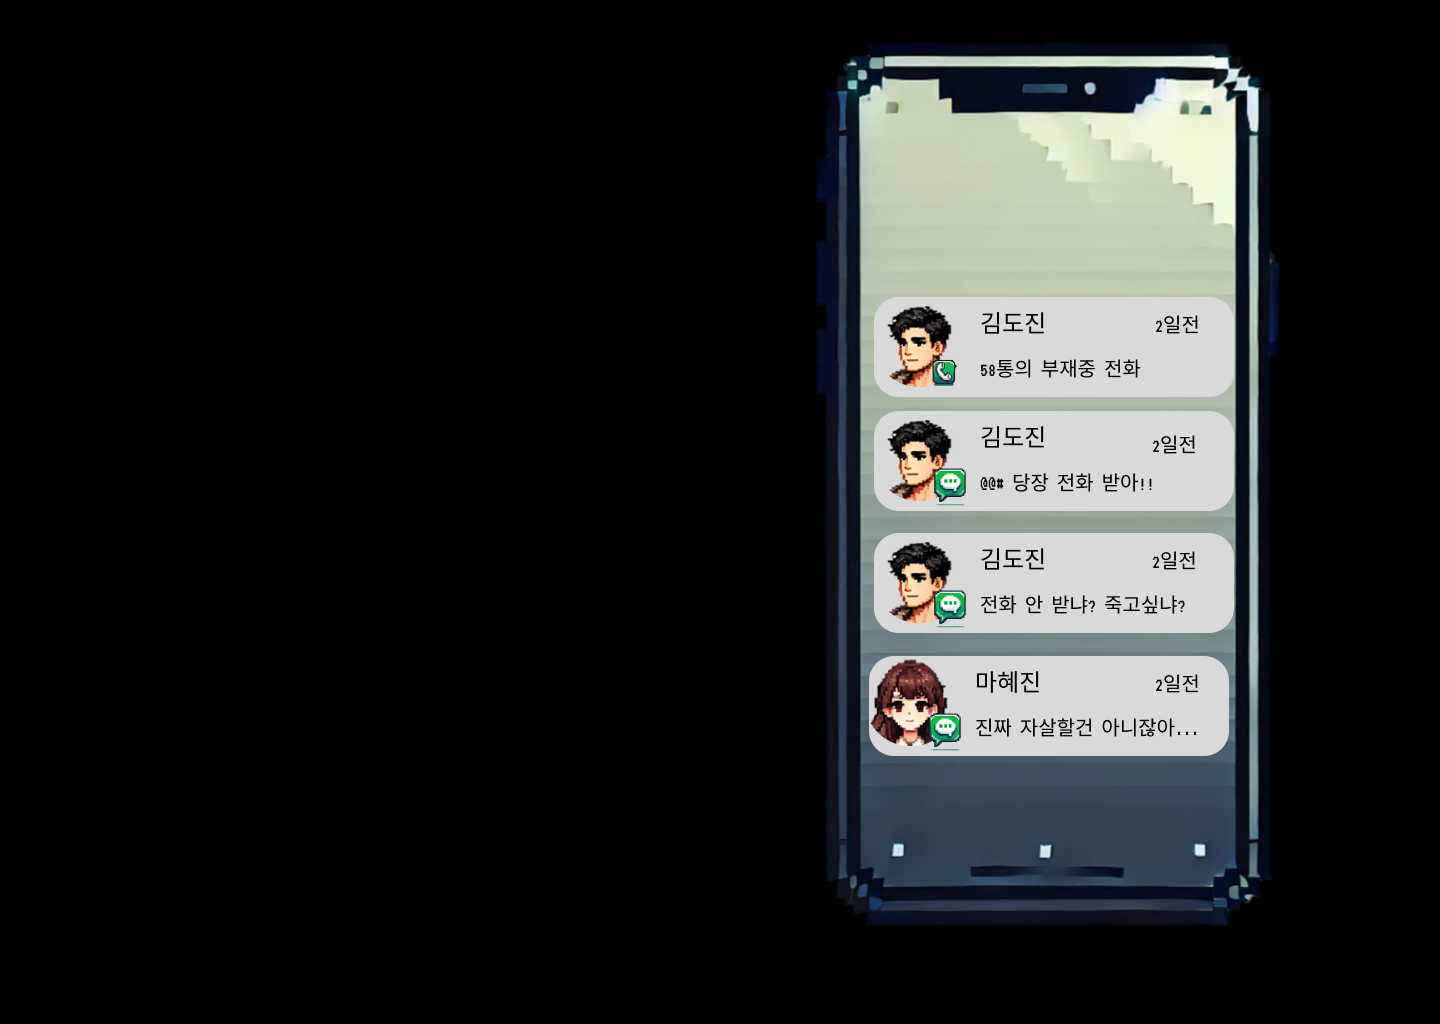 김도진 2일전
58통의 부재중 전화
김도진 2일전
@@# 당장 전화 받아!!
김도진 2일전
전화 안 받냐? 죽고싶냐?
마혜진 2일전
진짜 자살할건 아니잖아...